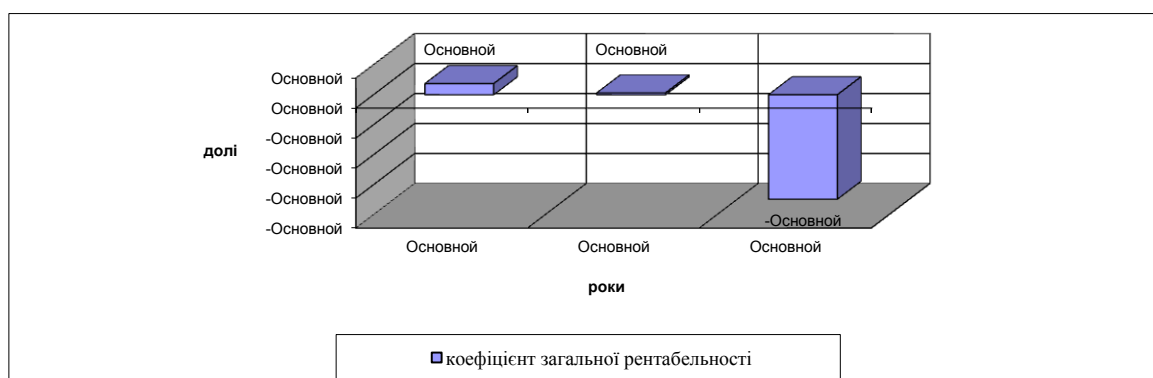 Основной Основной
Основной
Основной
-Основной
долі
-Основной
-Основной
-Основной
-Основной
Основной Основной Основной
роки
коефіцієнт загальної рентабельності